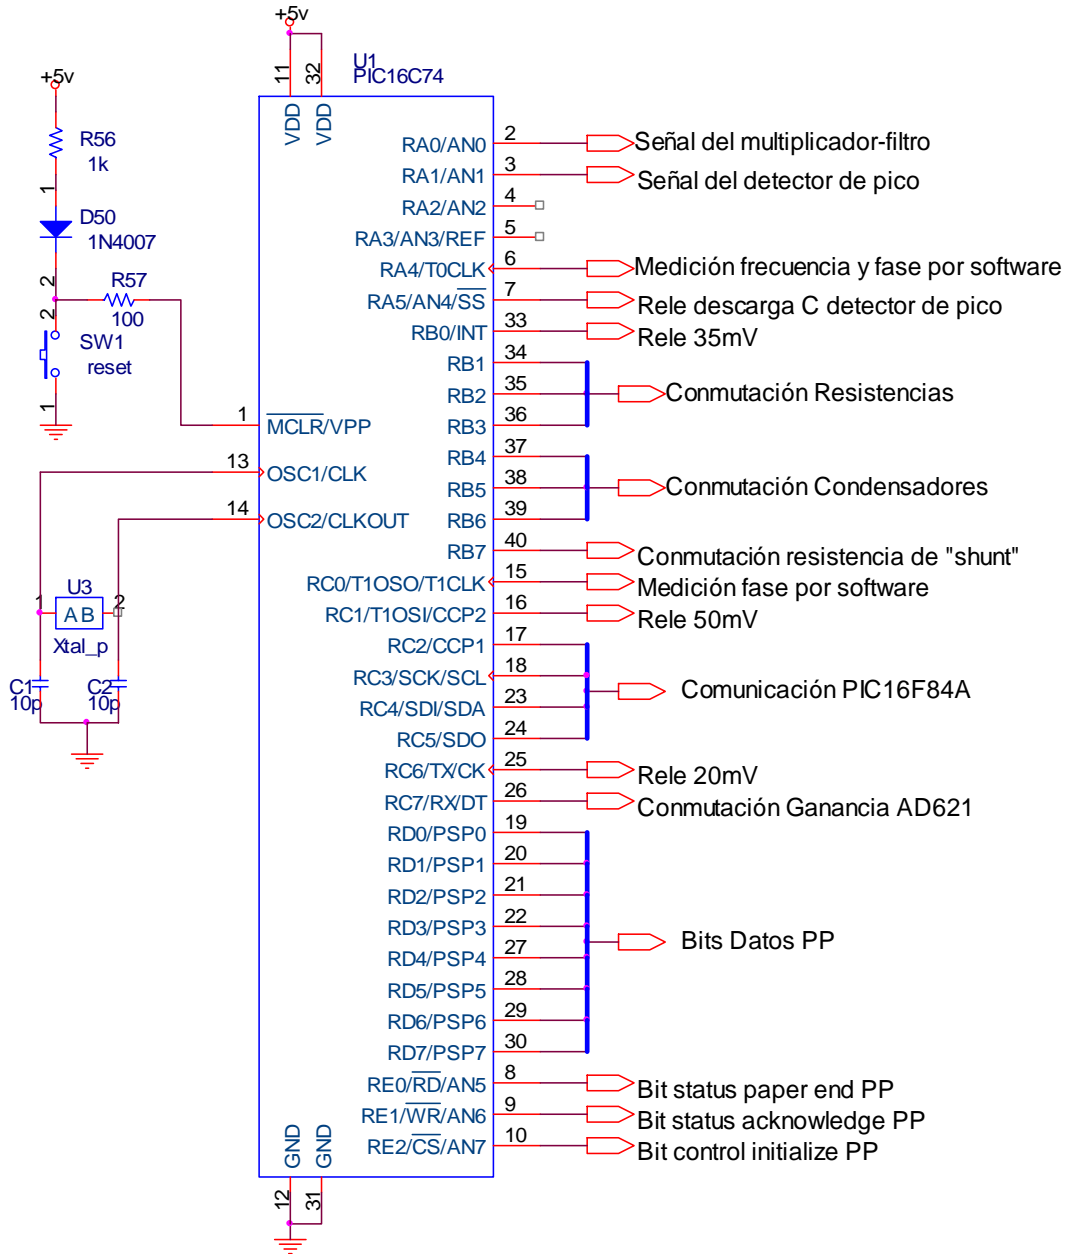 +5v
U1
PIC16C74
11
32
VDD
VDD
+5v
R56
1k
1
D50
1N4007
2
R57
100
2
SW1
reset
1
1
MCLR/VPP
13
OSC1/CLK
14
OSC2/CLKOUT
U3
1
A B
2
Xtal_p
C1
10p
C2
10p
RA0/AN0
2
Señal del multiplicador-filtro
RA1/AN1
3
Señal del detector de pico
RA2/AN2
4
RA3/AN3/REF
5
RA4/T0CLK
6
Medición frecuencia y fase por software
RA5/AN4/SS
7
Rele descarga C detector de pico
RB0/INT
33
Rele 35mV
RB1
34
RB2
35
Conmutación Resistencias
RB3
36
RB4
37
RB5
38
Conmutación Condensadores
RB6
39
RB7
40
Conmutación resistencia de "shunt"
RC0/T1OSO/T1CLK
15
Medición fase por software
RC1/T1OSI/CCP2
16
Rele 50mV
RC2/CCP1
17
RC3/SCK/SCL
18
Comunicación PIC16F84A
RC4/SDI/SDA
23
RC5/SDO
24
RC6/TX/CK
25
Rele 20mV
RC7/RX/DT
26
Conmutación Ganancia AD621
RD0/PSP0
19
RD1/PSP1
20
RD2/PSP2
21
RD3/PSP3
22
Bits Datos PP
RD4/PSP4
27
RD5/PSP5
28
RD6/PSP6
29
RD7/PSP7
30
RE0/RD/AN5
8
Bit status paper end PP
RE1/WR/AN6
9
Bit status acknowledge PP
RE2/CS/AN7
10
Bit control initialize PP
GND
GND
12
31